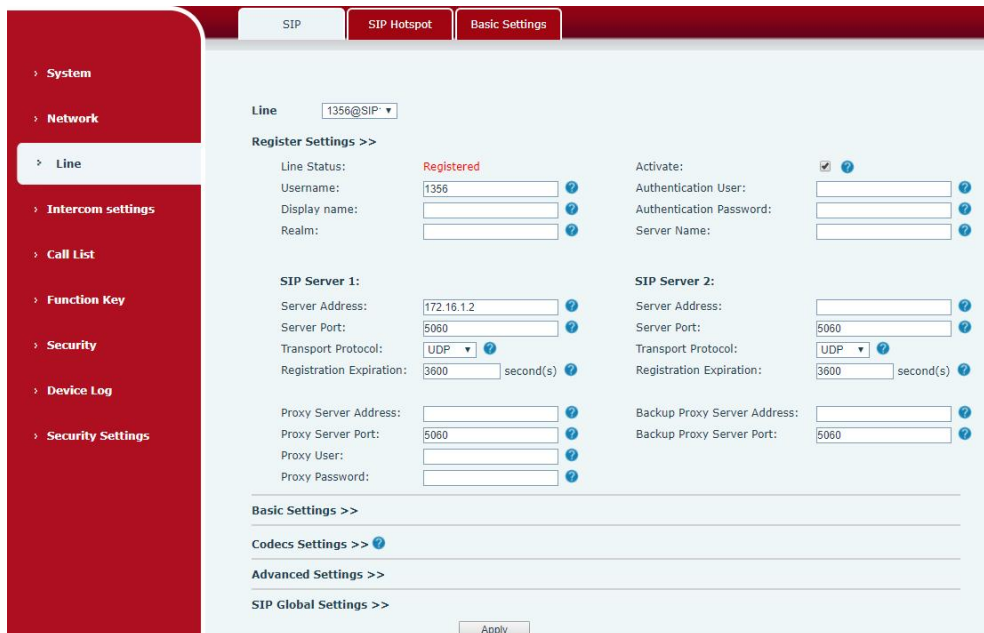 SIP
SIP Hotspot
Basic Settings
› System
› Network
› Line
› Intercom settings
› Call List
› Function Key
› Security
› Device Log
› Security Settings
Line 1356@SIP
Register Settings >>
Line Status: Registered Activate:
Username: 1356 Authentication User:
Display name: Authentication Password:
Realm: Server Name:
SIP Server 1: SIP Server 2:
Server Address: 172.16.1.2 Server Address:
Server Port: 5060 Server Port: 5060
Transport Protocol: UDP Transport Protocol: UDP
Registration Expiration: 3600 second(s) Registration Expiration: 3600 second(s)
Proxy Server Address: Backup Proxy Server Address:
Proxy Server Port: 5060 Backup Proxy Server Port: 5060
Proxy User:
Proxy Password:
Basic Settings >>
Codecs Settings >>
Advanced Settings >>
SIP Global Settings >>
Apply